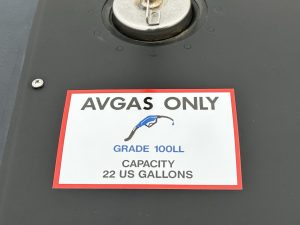 AVGAS ONLY
GRADE 100LL
CAPACITY
22 US GALLONS